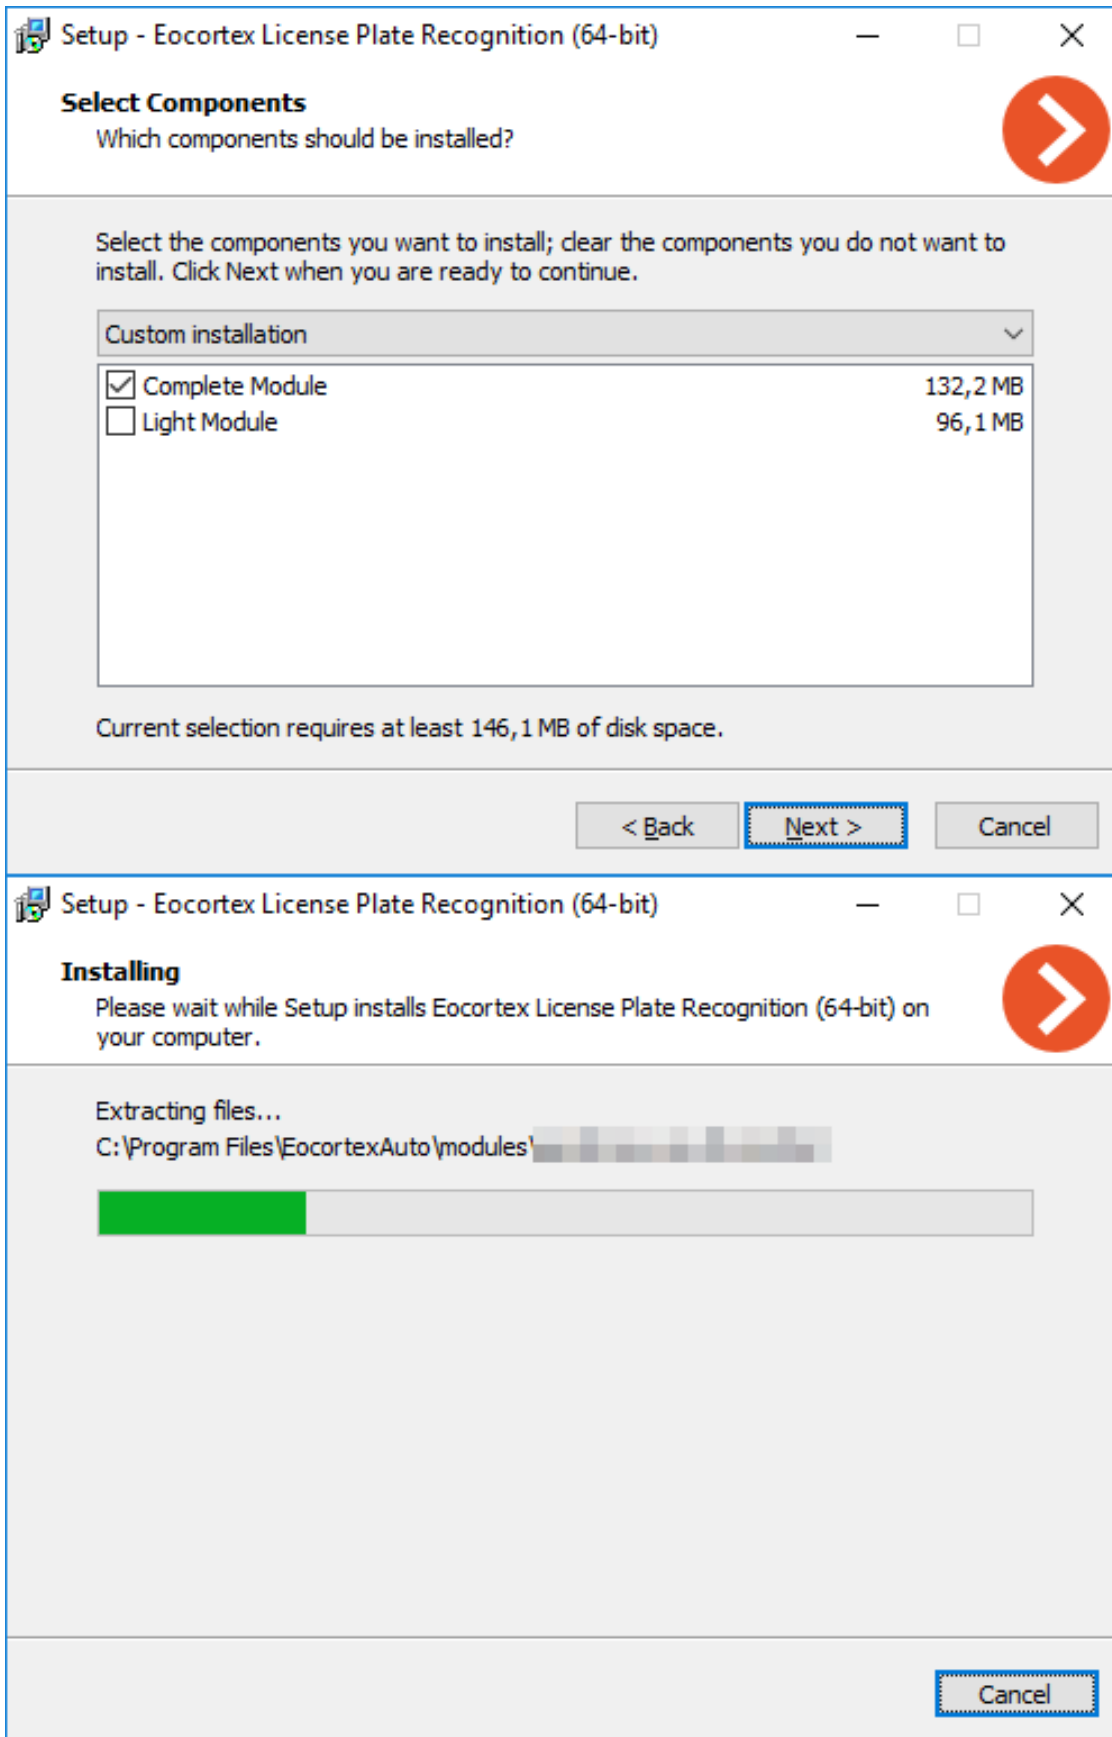 Setup - Eocortex License Plate Recognition (64-bit)
Select Components
Which components should be installed?
Select the components you want to install; clear the components you do not want to
install. Click Next when you are ready to continue.
Custom installation
Complete Module 132,2 MB
Light Module 96,1 MB
Current selection requires at least 146,1 MB of disk space.
< Back Next > Cancel
Setup - Eocortex License Plate Recognition (64-bit)
Installing
Please wait while Setup installs Eocortex License Plate Recognition (64-bit) on
your computer.
Extracting files...
C:\Program Files\EocortexAuto\modules\
Cancel